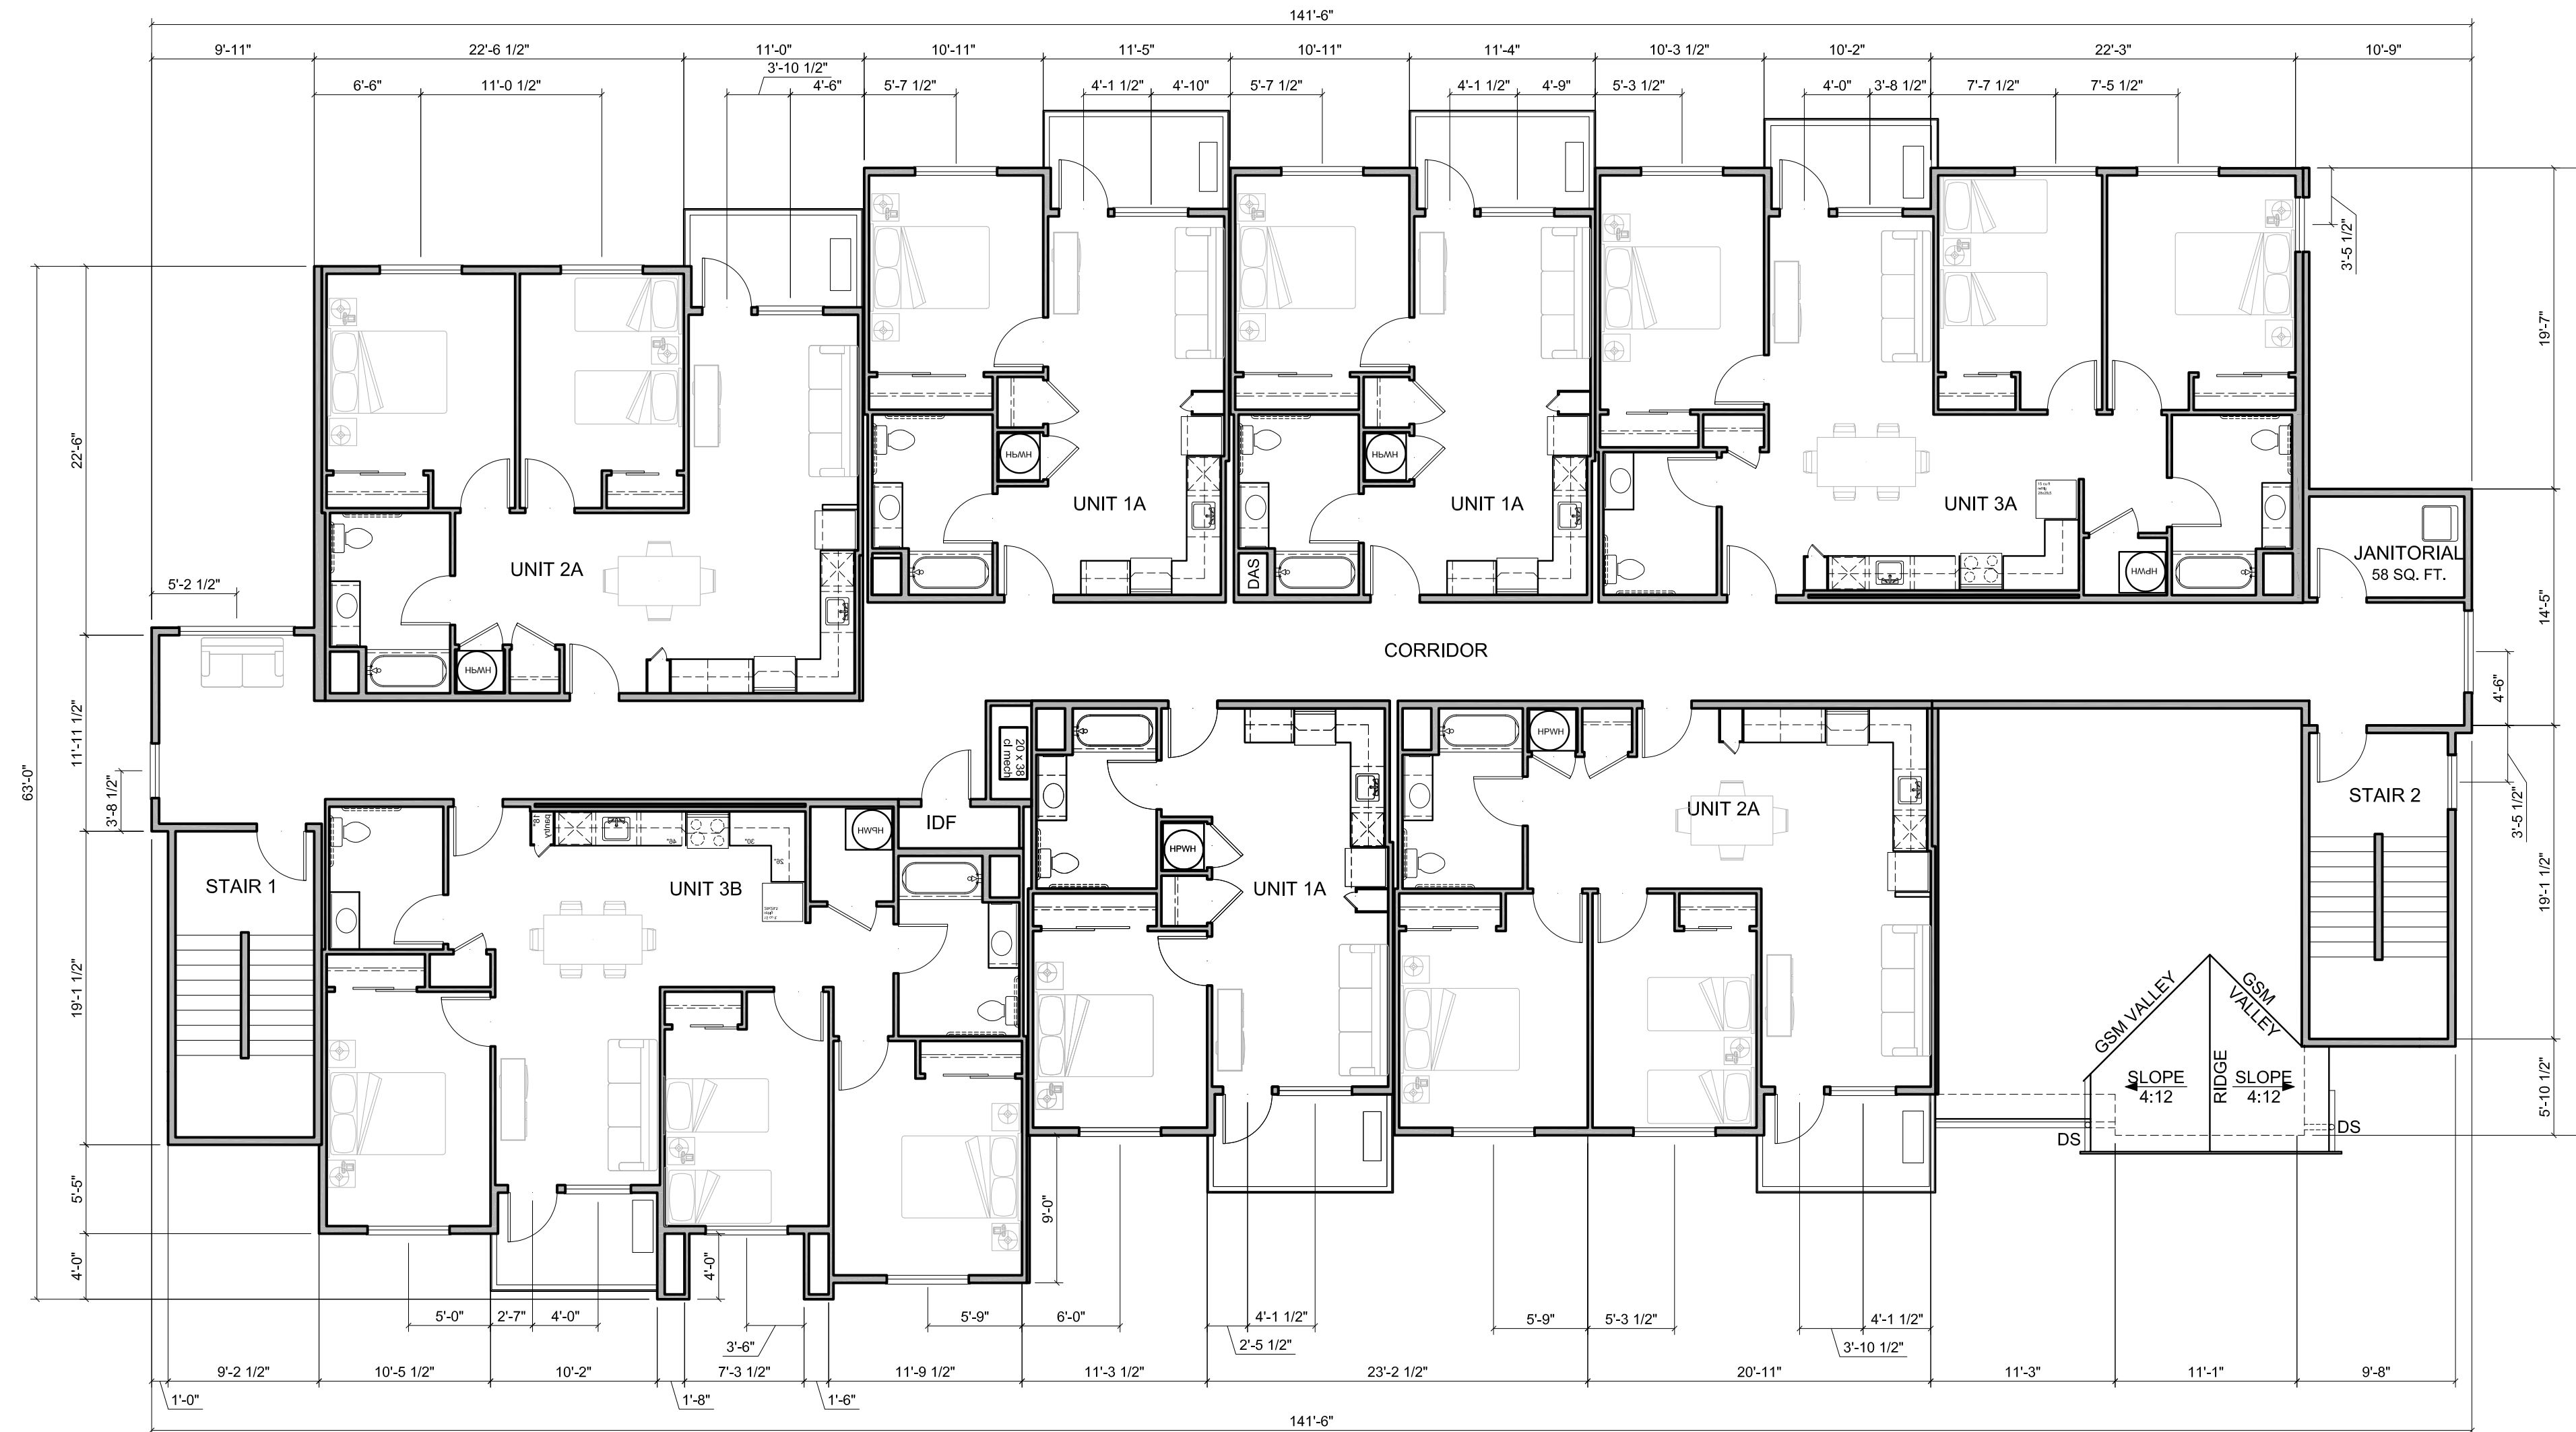 141'-6"
9'-11"
22'-6 1/2"
11'-0"
10'-11"
11'-5"
10'-11"
11'-4"
10'-3 1/2"
10'-2"
22'-3"
10'-9"
3'-10 1/2"
6'-6"
11'-0 1/2"
4'-6"
5'-7 1/2"
4'-1 1/2"
4'-10"
5'-7 1/2"
4'-1 1/2"
4'-9"
5'-3 1/2"
4'-0"
3'-8 1/2"
7'-7 1/2"
7'-5 1/2"
3'-5 1/2"
19'-7"
22'-6"
HPWH
HPWH
UNIT 1A
UNIT 1A
UNIT 3A
JANITORIAL
58 SQ. FT.
UNIT 2A
DAS
HPWH
5'-2 1/2"
14'-5"
CORRIDOR
HPWH
4'-6"
11'-11 1/2"
63'-0"
3'-8 1/2"
20 x 38
cl mech
HPWH
HPWH
IDF
UNIT 2A
STAIR 2
3'-5 1/2"
pantry
18"
46"
30"
26"
HPWH
STAIR 1
UNIT 3B
UNIT 1A
19'-1 1/2"
19'-1 1/2"
GSM VALLEY
GSM
VALLEY
RIDGE
SLOPE
4:12
SLOPE
4:12
DS
DS
5'-10 1/2"
5'-5"
4'-0"
4'-0"
9'-0"
5'-0"
2'-7"
4'-0"
3'-6"
5'-9"
6'-0"
4'-1 1/2"
2'-5 1/2"
5'-9"
5'-3 1/2"
4'-1 1/2"
3'-10 1/2"
9'-2 1/2"
10'-5 1/2"
10'-2"
7'-3 1/2"
11'-9 1/2"
11'-3 1/2"
23'-2 1/2"
20'-11"
11'-3"
11'-1"
9'-8"
1'-0"
1'-8"
1'-6"
141'-6"